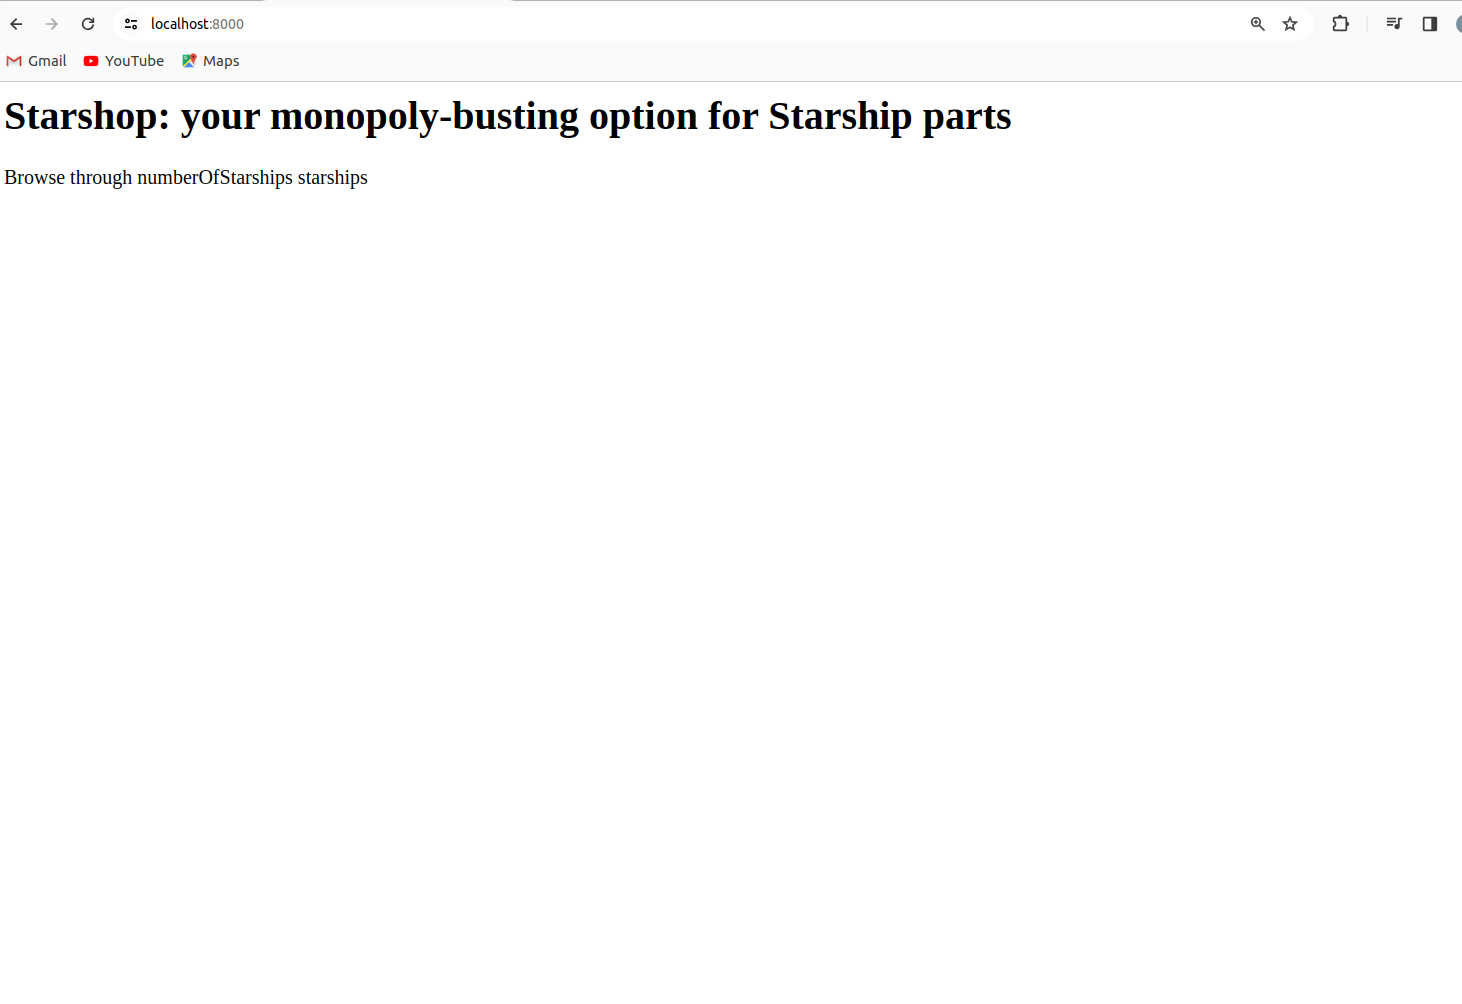 localhost:8000
Gmail YouTube Maps
Starshop: your monopoly-busting option for Starship parts
Browse through numberOfStarships starships